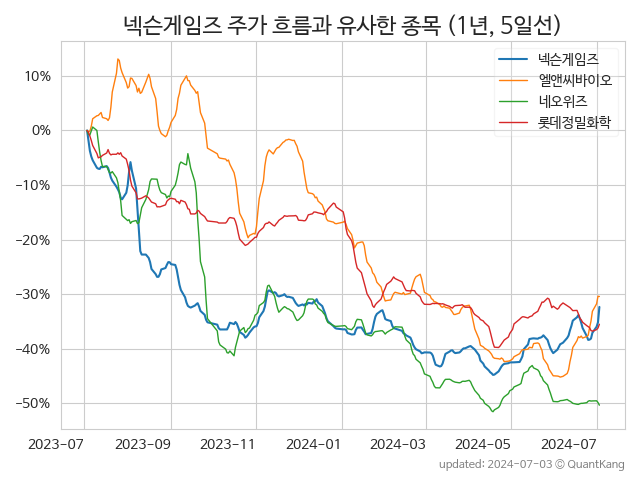 넥슨게임즈 주가 흐름과 유사한 종목 (1년, 5일선)
넥슨게임즈
엘앤씨바이오
네오위즈
롯데정밀화학
10%
0%
−10%
−20%
−30%
−40%
−50%
2023-07 2023-09 2023-11 2024-01 2024-03 2024-05 2024-07
updated: 2024-07-03 © QuantKang